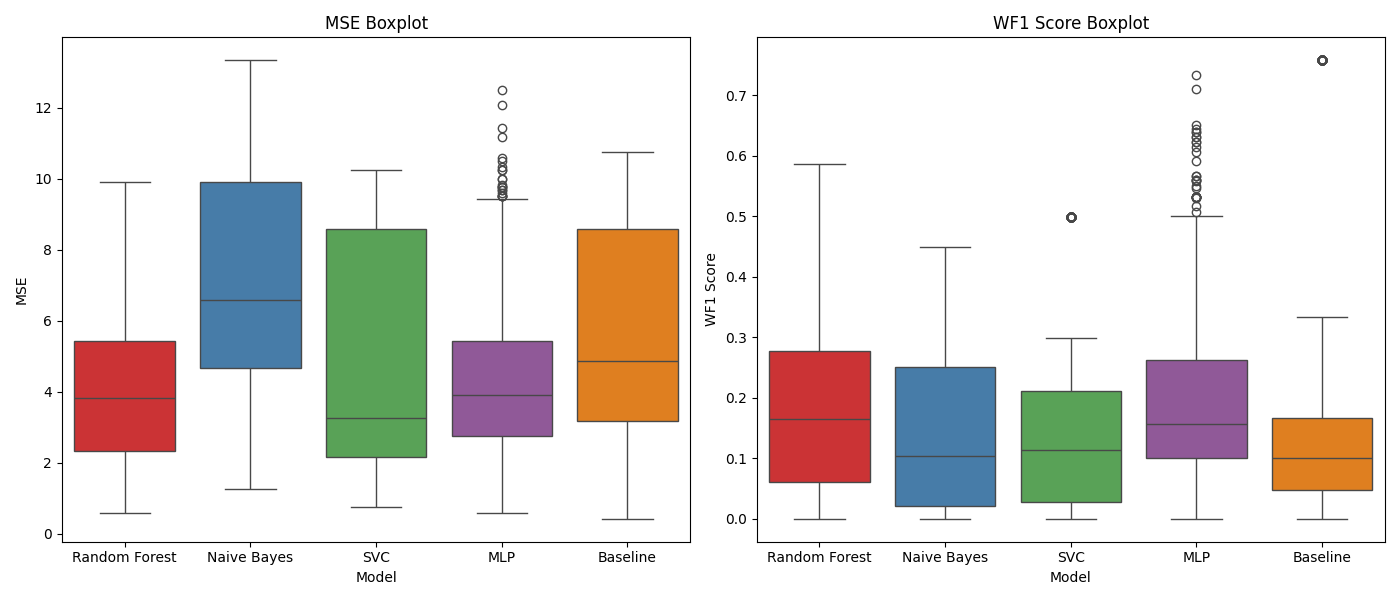 MSE Boxplot
MSE
12
10
8
6
4
2
0
Random Forest Naive Bayes SVC MLP Baseline
Model
WF1 Score Boxplot
WF1 Score
0.7
0.6
0.5
0.4
0.3
0.2
0.1
0.0
Random Forest Naive Bayes SVC MLP Baseline
Model